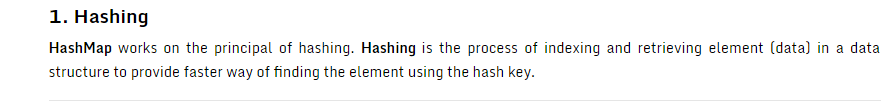 1. Hashing
HashMap works on the principal of hashing. Hashing is the process of indexing and retrieving element (data) in a data
structure to provide faster way of finding the element using the hash key.